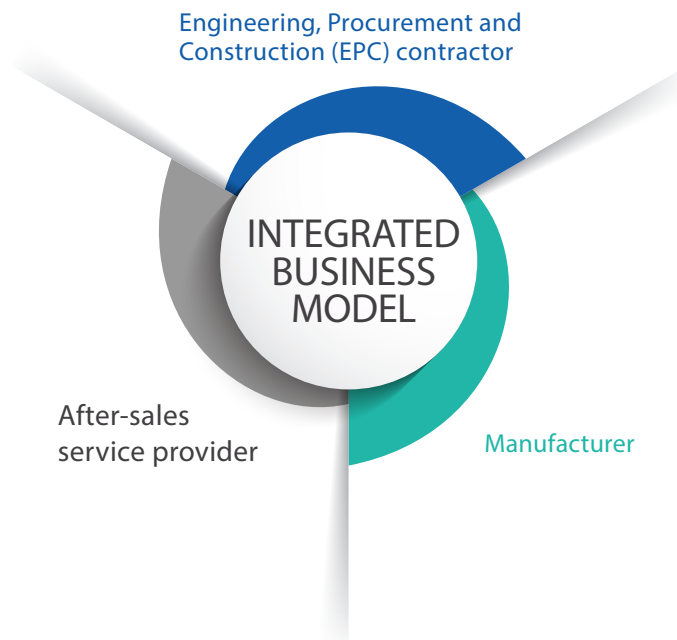 Engineering, Procurement and
Construction (EPC) contractor
INTEGRATED
BUSINESS
MODEL
After-sales
service provider
Manufacturer